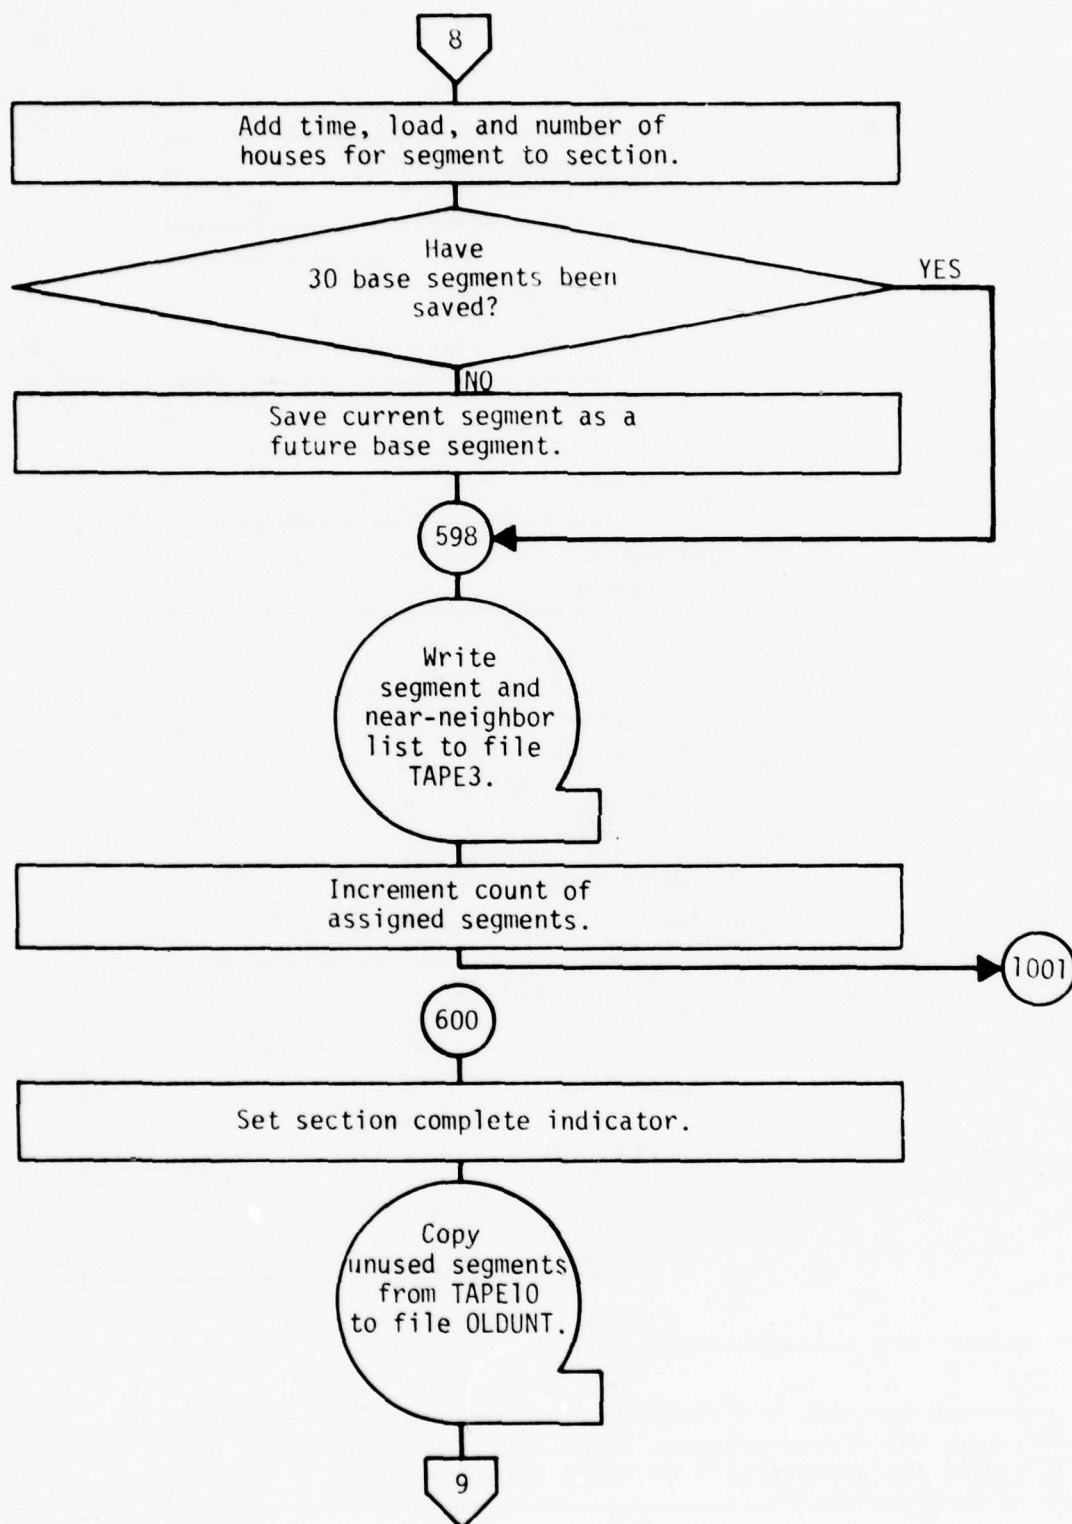 8
Add time, load, and number of
houses for segment to section.
Have
30 base segments been
saved?
YES
NO
Save current segment as a
future base segment.
598
Write
segment and
near-neighbor
list to file
TAPE3.
Increment count of
assigned segments.
1001
600
Set section complete indicator.
Copy
unused segments
from TAPE10
to file OLDUNT.
9